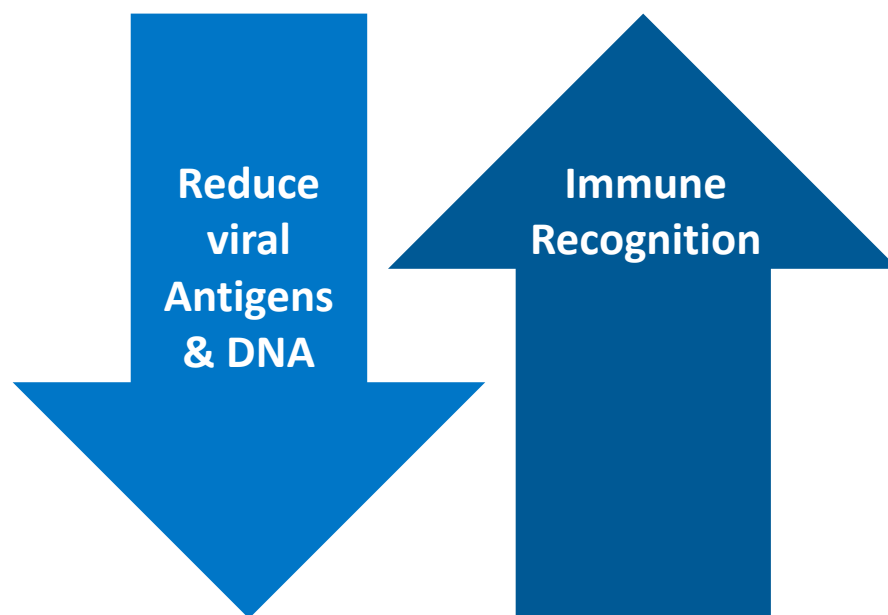 Reduce
viral
Antigens
& DNA
Immune
Recognition